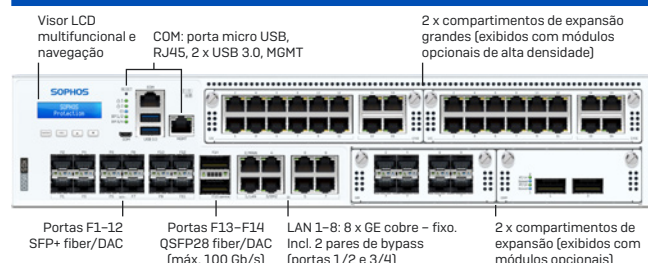 Visor LCD
multifuncional e
navegação
COM: porta micro USB,
RJ45, 2 x USB 3.0, MGMT
2 x compartimentos de expansão
grandes (exibidos com módulos
opcionais de alta densidade)
SOPHOS
SOPHOS
Protection
Portas F1–12
SFP+ fiber/DAC
Portas F13–F14
QSFP28 fiber/DAC
(máx. 100 Gb/s)
LAN 1–8: 8 x GE cobre – fixo.
Incl. 2 pares de bypass
(portas 1/2 e 3/4)
2 x compartimentos de
expansão (exibidos com
módulos opcionais)